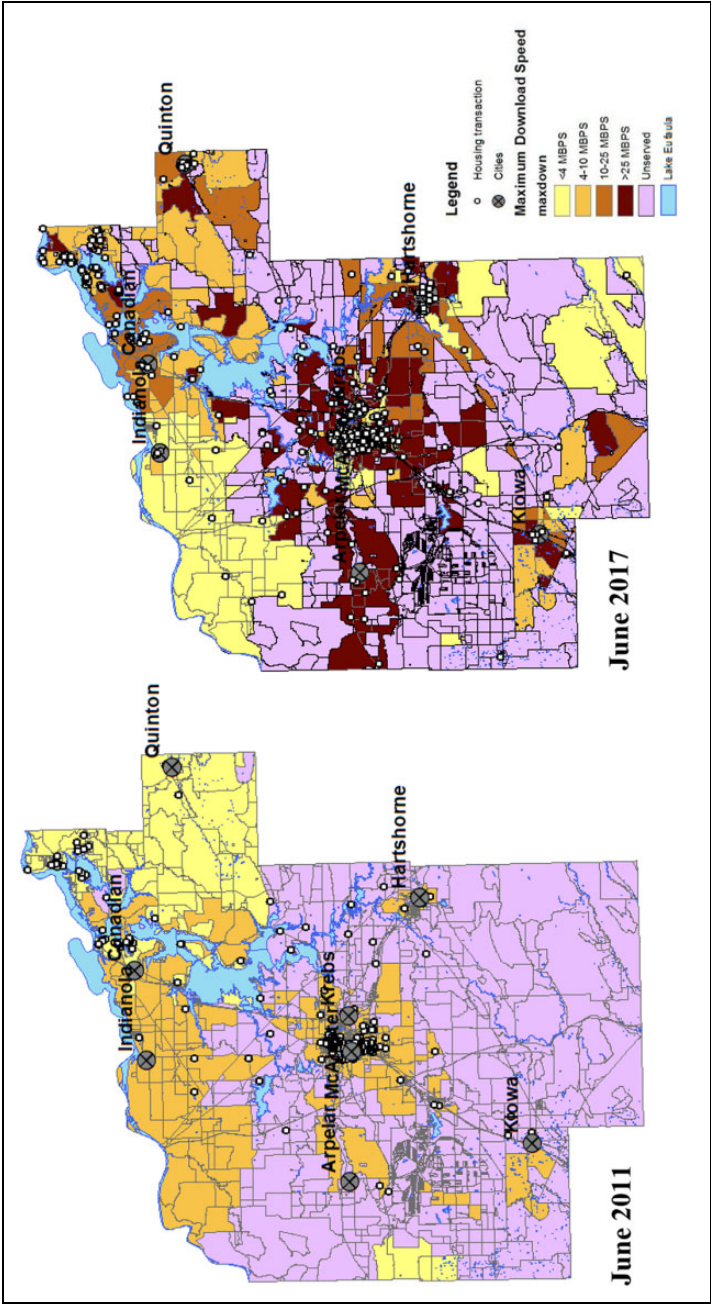 Quinton
Canadian
Indianola
Hartshorne
Krebs
Arpelar
Kiowa
June 2011
Quinton
Canadian
Indianola
Hartshorne
Krebs
Arpelar
Kiowa
June 2017
Legend
Housing transaction
Cities
Maximum Download Speed
maxdown
<4 MBPS
4-10 MBPS
10-25 MBPS
>25 MBPS
Unserved
Lake Eufaula